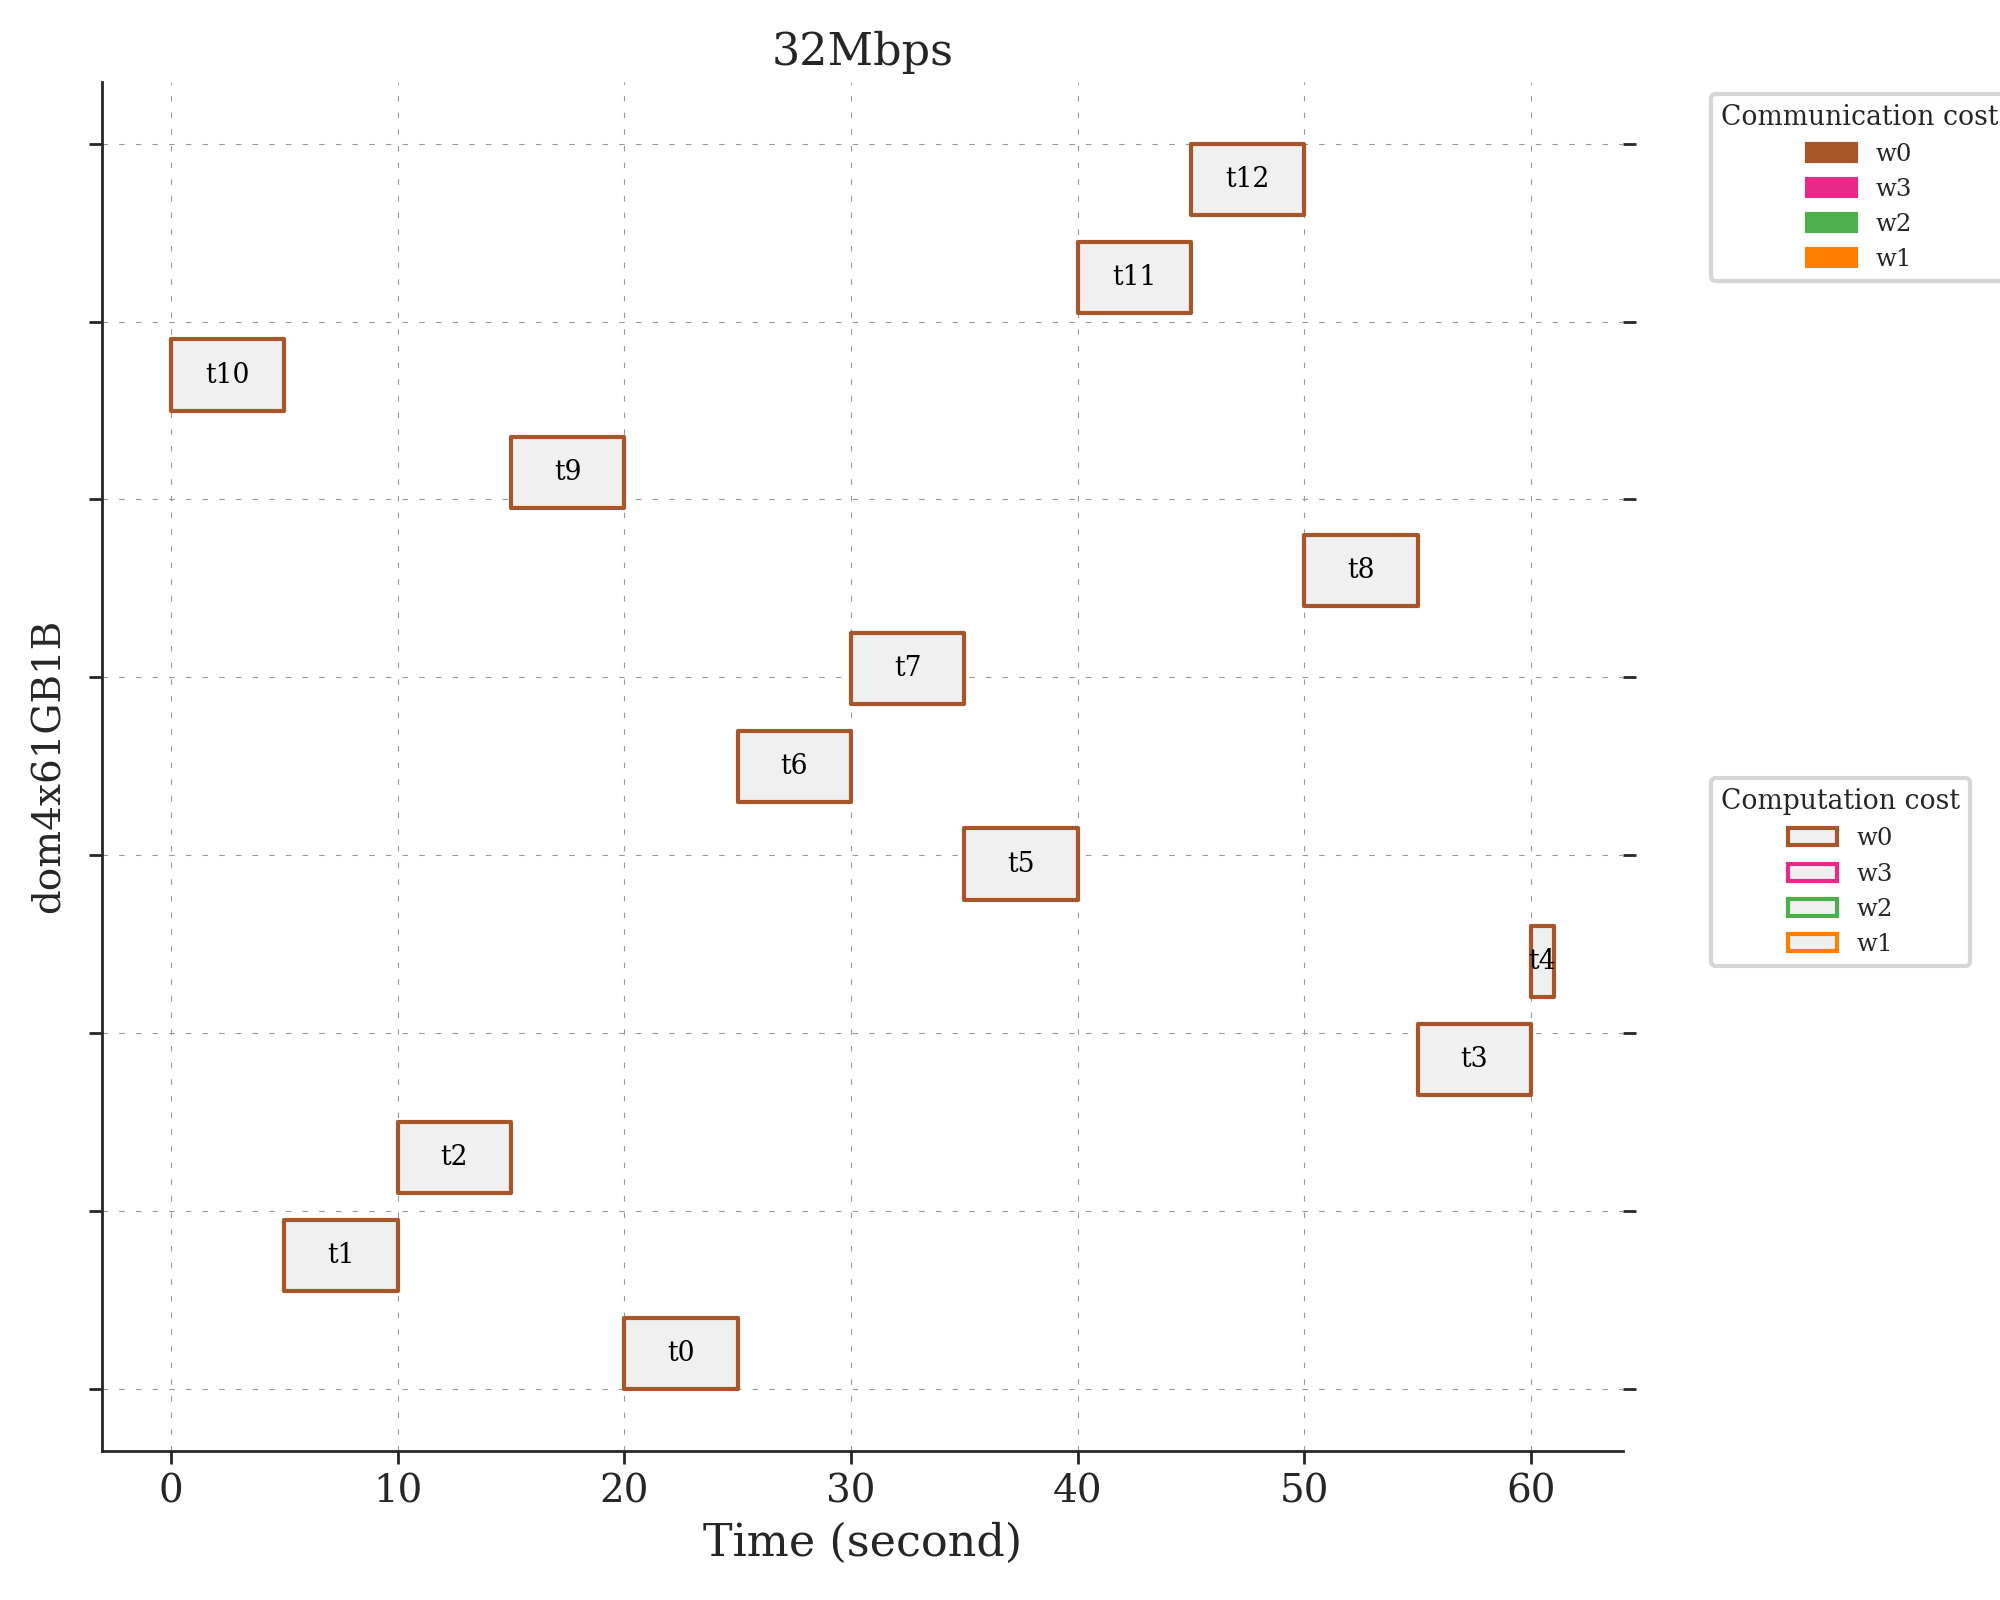 32Mbps
Communication cost
w0
w3
w2
w1
t12
t11
t10
t9
t8
t7
t6
t5
t4
t3
t2
t1
t0
dom4x61GB1B
Computation cost
w0
w3
w2
w1
0 10 20 30 40 50 60
Time (second)